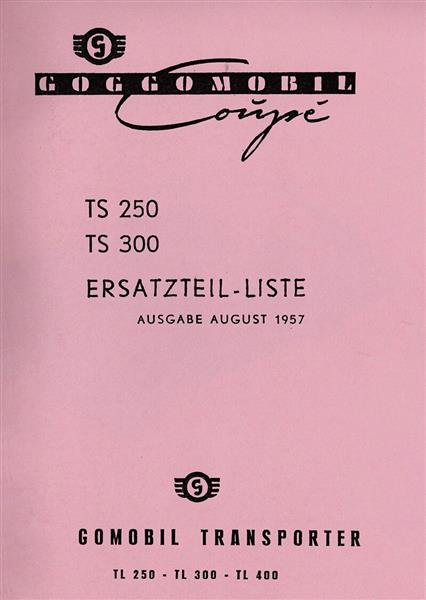 G
GOGGOMOBIL
Coupé
TS 250
TS 300
ERSATZTEIL-LISTE
AUSGABE AUGUST 1957
G
GOMOBIL TRANSPORTER
TL 250 - TL 300 - TL 400